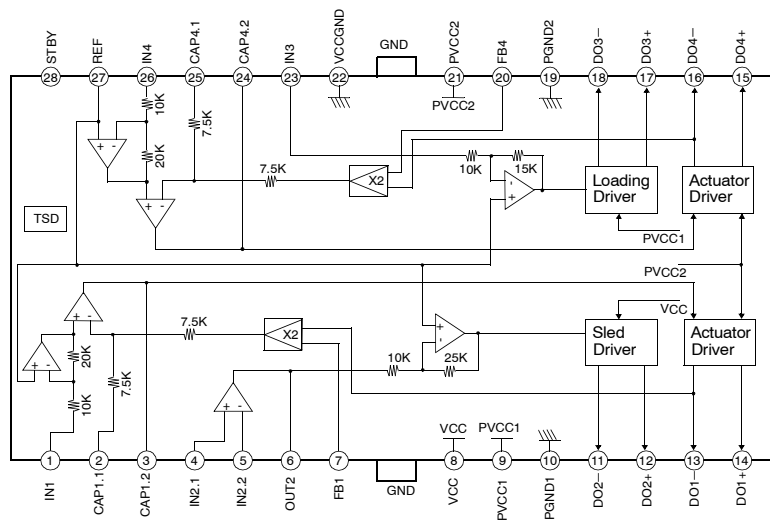 STBY
REF
IN4
CAP4.1
CAP4.2
IN3
VCCGND
GND
PVCC2
FB4
PGND2
DO3−
DO3+
DO4−
DO4+
28
27
26
25
24
23
22
21
20
19
18
17
16
15
PVCC2
10K
7.5K
20K
+ -
7.5K
X2
10K
15K
-
+
Loading
Driver
Actuator
Driver
+ -
TSD
PVCC1
PVCC2
VCC
+ -
7.5K
X2
+
-
Sled
Driver
Actuator
Driver
+ -
20K
7.5K
10K
25K
10K
+ -
VCC
PVCC1
1
2
3
4
5
6
7
8
9
10
11
12
13
14
IN1
CAP1.1
CAP1.2
IN2.1
IN2.2
OUT2
FB1
GND
VCC
PVCC1
PGND1
DO2−
DO2+
DO1−
DO1+